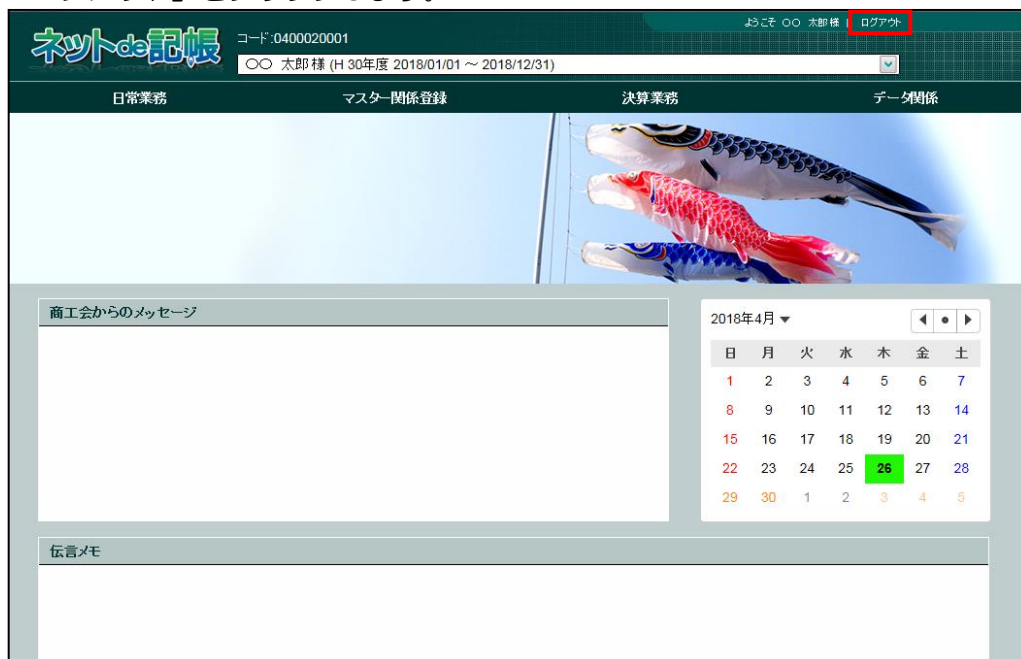 ようこそ 〇〇 太郎 様 | ログアウト
ネットde記帳
コード:0400020001
〇〇 太郎 様 (H 30年度 2018/01/01 ～ 2018/12/31)
日常業務 マスター関係登録 決算業務 データ関係
商工会からのメッセージ
2018年4月
日 月 火 水 木 金 土
1 2 3 4 5 6 7
8 9 10 11 12 13 14
15 16 17 18 19 20 21
22 23 24 25 26 27 28
29 30 1 2 3 4 5
伝言メモ